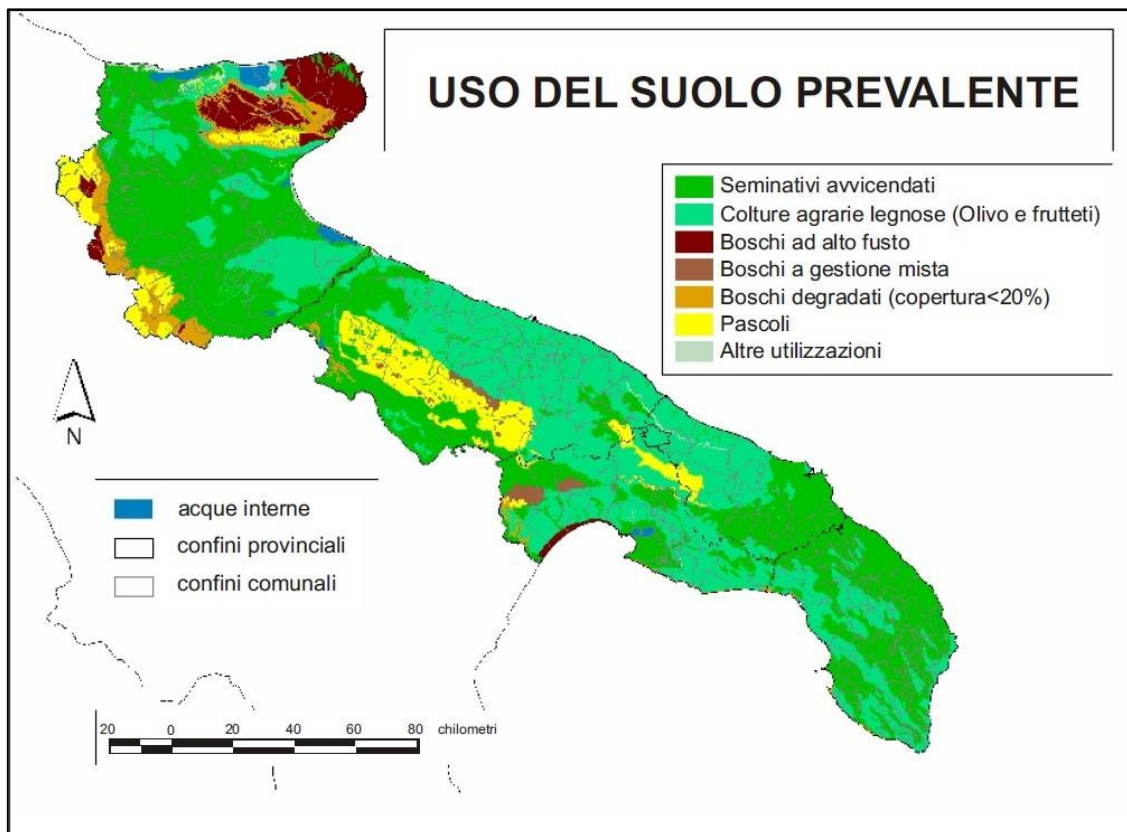 USO DEL SUOLO PREVALENTE
Seminativi avvicendati
Colture agrarie legnose (Olivo e frutteti)
Boschi ad alto fusto
Boschi a gestione mista
Boschi degradati (copertura<20%)
Pascoli
Altre utilizzazioni
N
acque interne
confini provinciali
confini comunali
20 0 20 40 60 80 chilometri